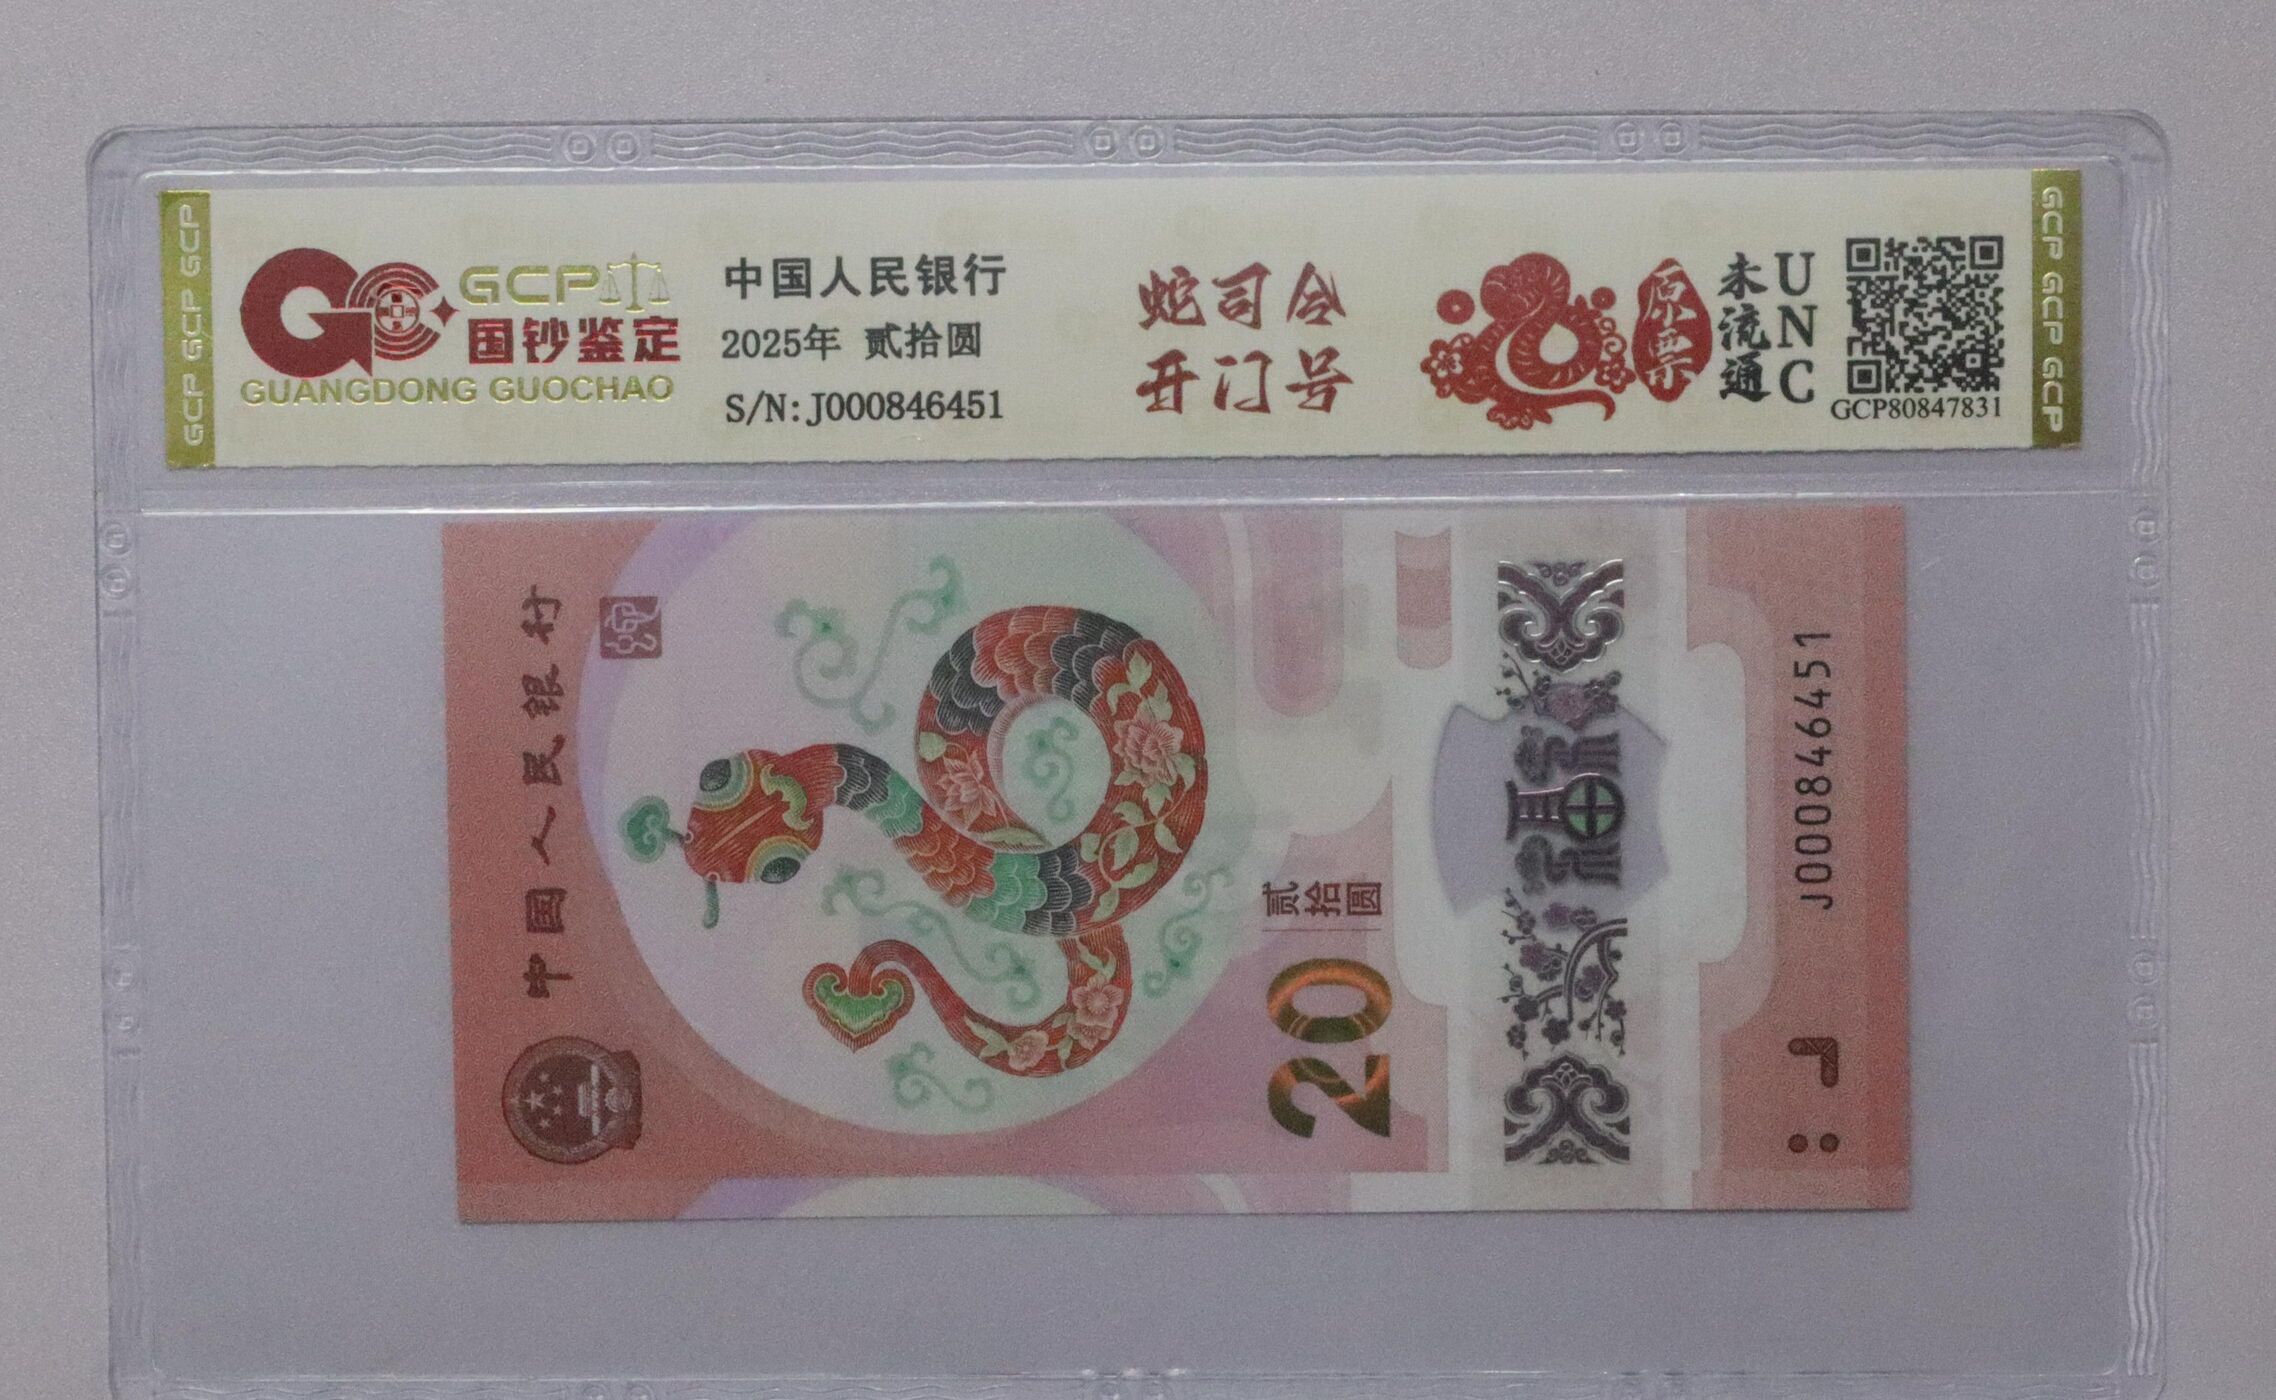 GCP GCP GCP
GCP
国钞鉴定
GUANGDONG GUOCHAO
中国人民银行
2025年 贰拾圆
S/N:J000846451
蛇司令
开门号
原票
未流通
UNC
GCP80847831
GCP GCP GCP
中国人民银行
贰拾圆
20
J000846451